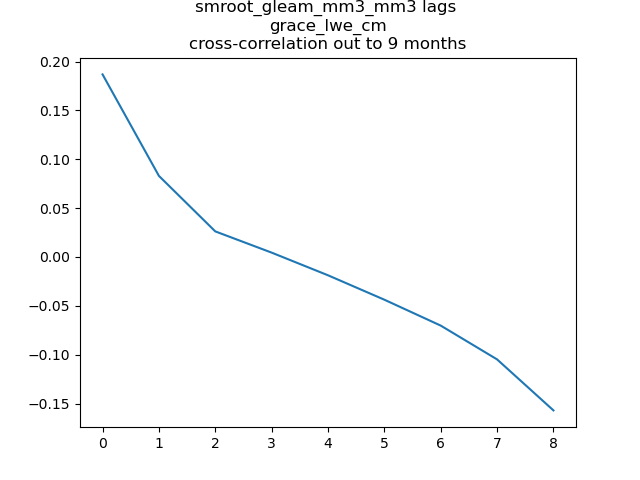 smroot_gleam_mm3_mm3 lags
grace_lwe_cm
cross-correlation out to 9 months
0.20
0.15
0.10
0.05
0.00
−0.05
−0.10
−0.15
0 1 2 3 4 5 6 7 8